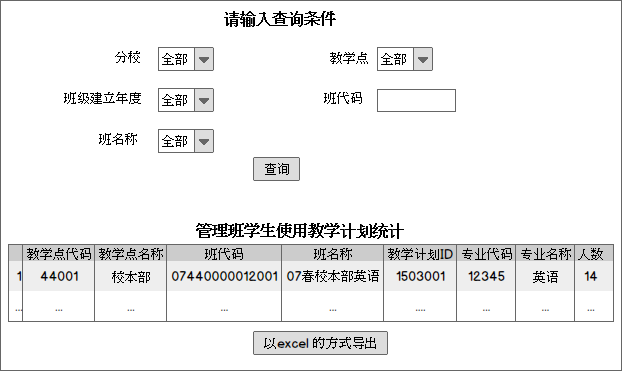 请输入查询条件
分校 全部 教学点 全部
班级建立年度 全部 班代码
班名称 全部
查询
管理班学生使用教学计划统计
教学点代码 教学点名称 班代码 班名称 教学计划ID 专业代码 专业名称 人数
1 44001 校本部 07440000012001 07春校本部英语 1503001 12345 英语 14
... ... ... ... ... .... ... ... ...
以excel 的方式导出